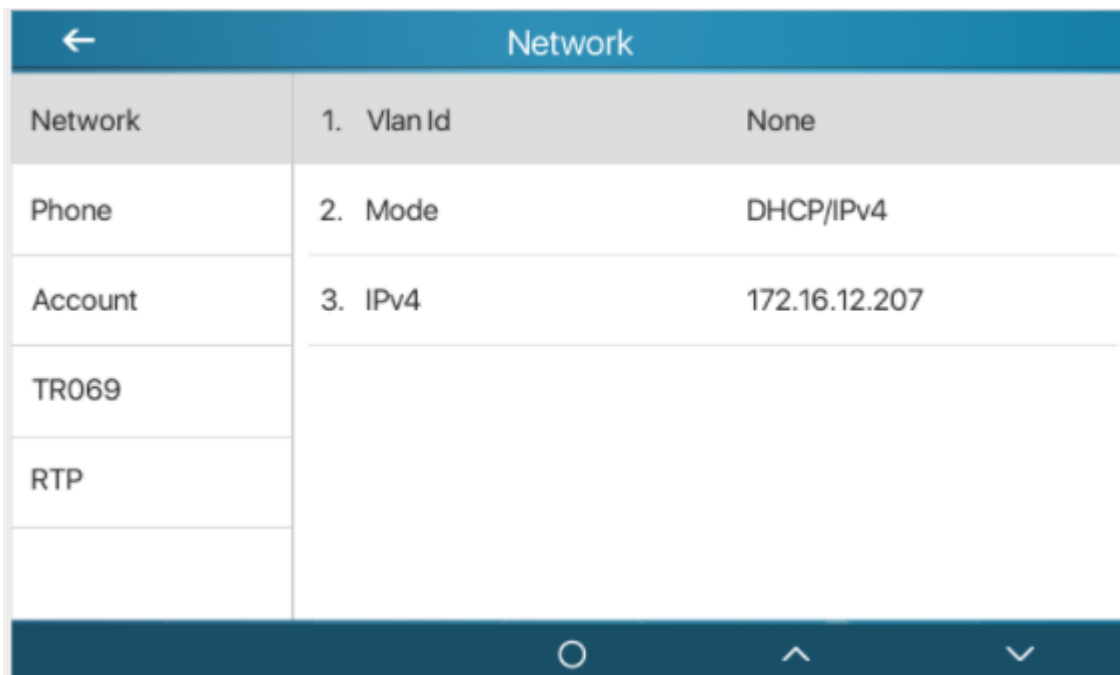 Network
Network
1. Vlan Id None
Phone
2. Mode DHCP/IPv4
Account
3. IPv4 172.16.12.207
TR069
RTP